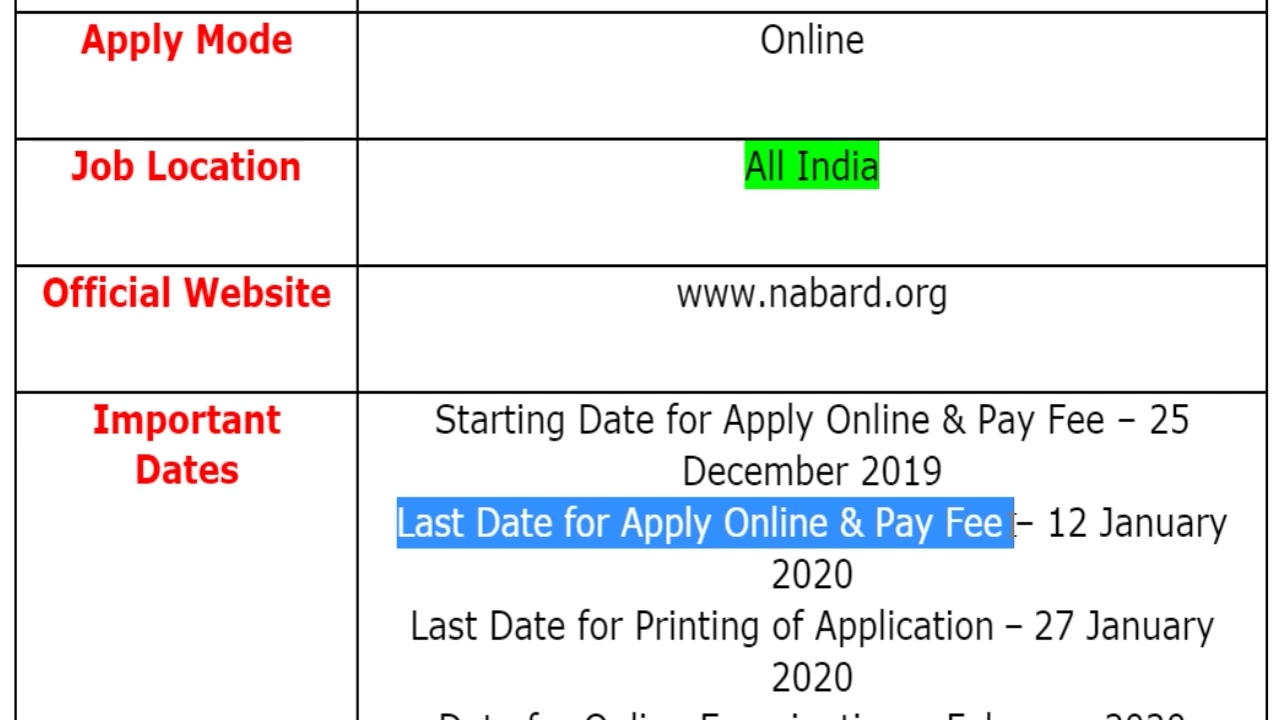 Apply Mode
Online
Job Location
All India
Official Website
www.nabard.org
Important
Dates
Starting Date for Apply Online & Pay Fee – 25
December 2019
Last Date for Apply Online & Pay Fee – 12 January
2020
Last Date for Printing of Application – 27 January
2020